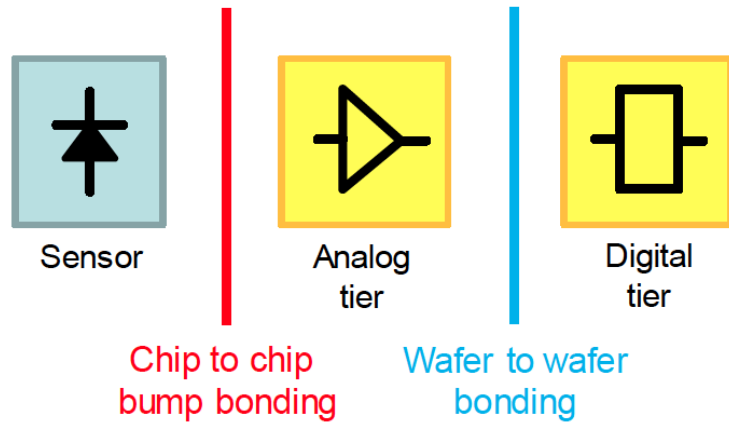 Sensor
Analog
tier
Digital
tier
Chip to chip
bump bonding
Wafer to wafer
bonding